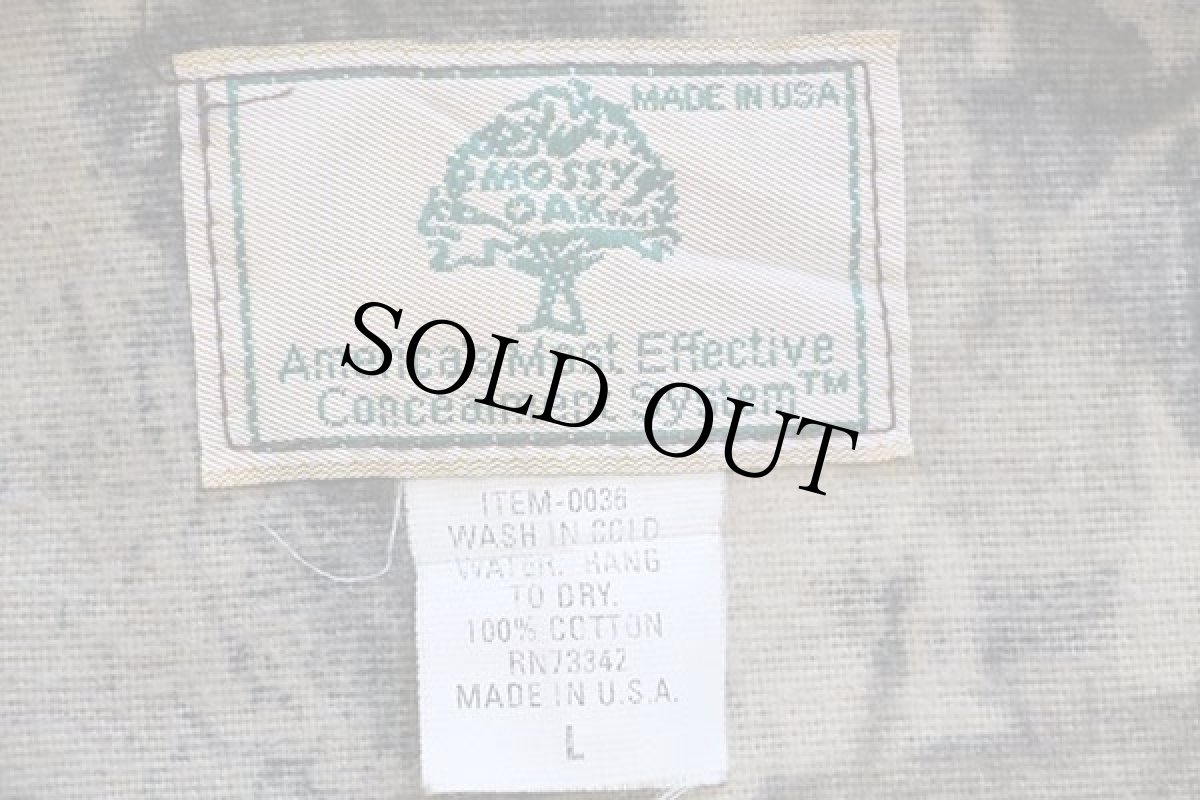 MADE IN USA
MOSSY
OAK TM
America's Most Effective
Concealment System™
SOLD OUT
ITEM-0036
WASH IN COLD
WATER. HANG
TO DRY.
100% COTTON
RN73342
MADE IN U.S.A.
L